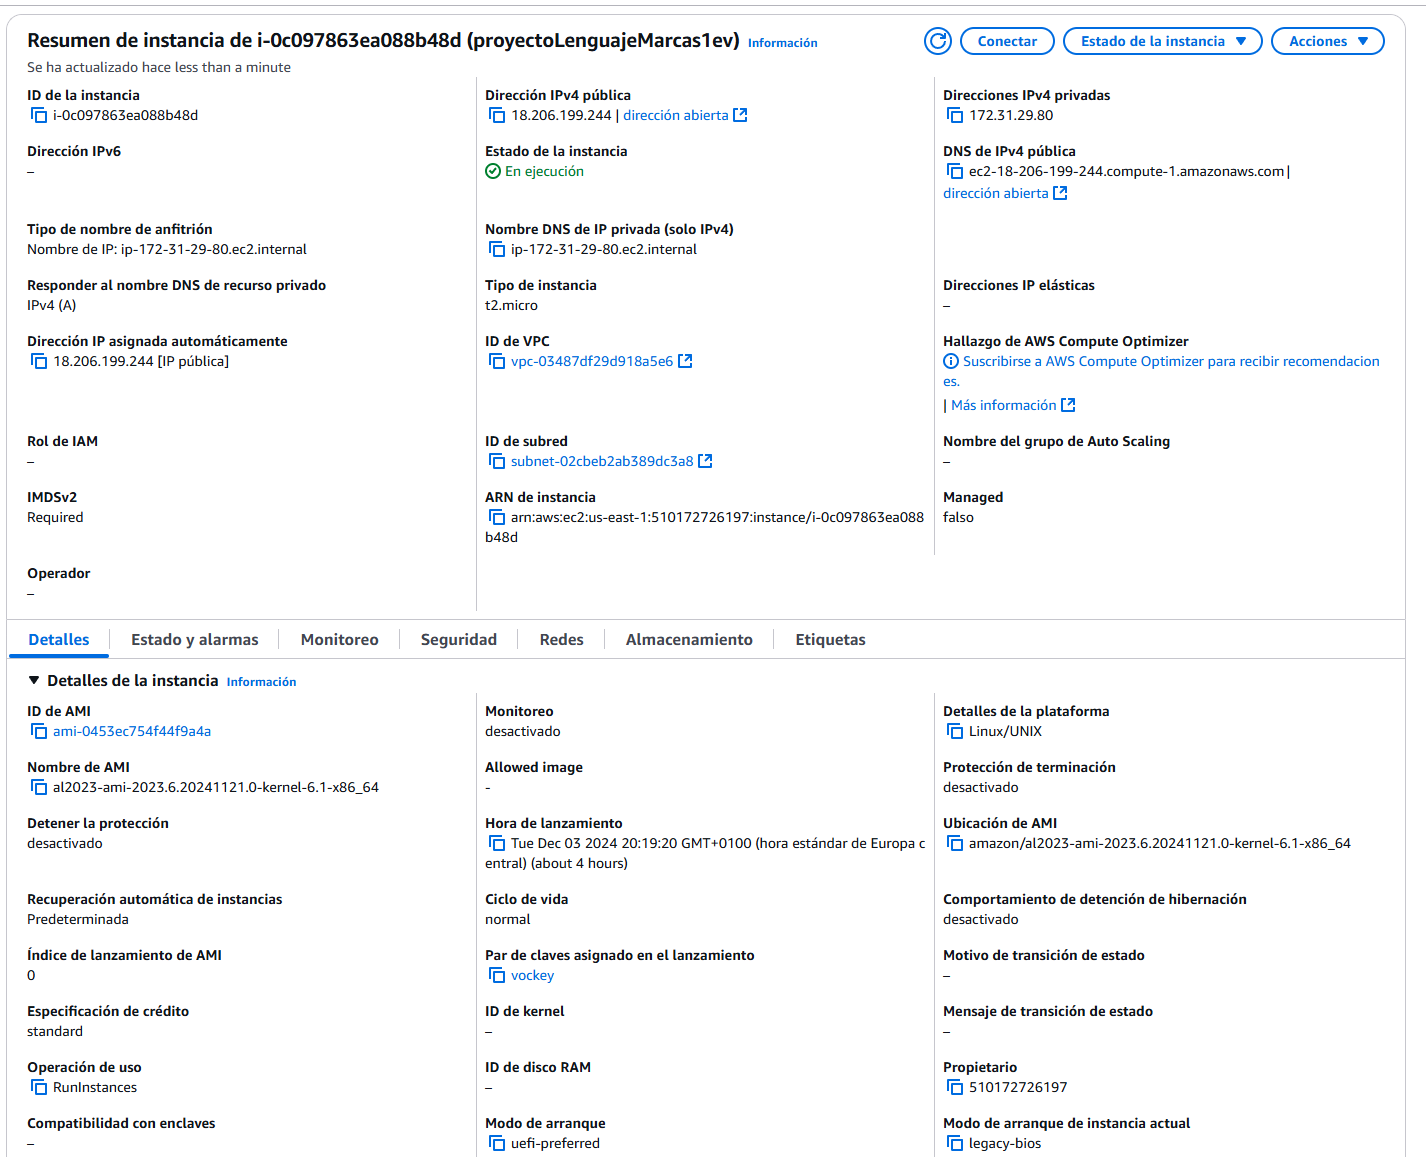 Resumen de instancia de i-0c097863ea088b48d (proyectoLenguajeMarcas1ev) Información
Conectar
Estado de la instancia
Acciones
Se ha actualizado hace less than a minute
ID de la instancia
i-0c097863ea088b48d
Dirección IPv4 pública
18.206.199.244 | dirección abierta
Direcciones IPv4 privadas
172.31.29.80
Dirección IPv6
–
Estado de la instancia
En ejecución
DNS de IPv4 pública
ec2-18-206-199-244.compute-1.amazonaws.com |
dirección abierta
Tipo de nombre de anfitrión
Nombre de IP: ip-172-31-29-80.ec2.internal
Nombre DNS de IP privada (solo IPv4)
ip-172-31-29-80.ec2.internal
Responder al nombre DNS de recurso privado
IPv4 (A)
Tipo de instancia
t2.micro
Direcciones IP elásticas
–
Dirección IP asignada automáticamente
18.206.199.244 [IP pública]
ID de VPC
vpc-03487df29d918a5e6
Hallazgo de AWS Compute Optimizer
Suscribirse a AWS Compute Optimizer para recibir recomendacion
es.
| Más información
Rol de IAM
–
ID de subred
subnet-02cbeb2ab389dc3a8
Nombre del grupo de Auto Scaling
–
IMDSv2
Required
ARN de instancia
arn:aws:ec2:us-east-1:510172726197:instance/i-0c097863ea088
b48d
Managed
falso
Operador
–
Detalles
Estado y alarmas
Monitoreo
Seguridad
Redes
Almacenamiento
Etiquetas
Detalles de la instancia Información
ID de AMI
ami-0453ec754f44f9a4a
Monitoreo
desactivado
Detalles de la plataforma
Linux/UNIX
Nombre de AMI
al2023-ami-2023.6.20241121.0-kernel-6.1-x86_64
Allowed image
-
Protección de terminación
desactivado
Detener la protección
desactivado
Hora de lanzamiento
Tue Dec 03 2024 20:19:20 GMT+0100 (hora estándar de Europa c
entral) (about 4 hours)
Ubicación de AMI
amazon/al2023-ami-2023.6.20241121.0-kernel-6.1-x86_64
Recuperación automática de instancias
Predeterminada
Ciclo de vida
normal
Comportamiento de detención de hibernación
desactivado
Índice de lanzamiento de AMI
0
Par de claves asignado en el lanzamiento
vockey
Motivo de transición de estado
–
Especificación de crédito
standard
ID de kernel
–
Mensaje de transición de estado
–
Operación de uso
RunInstances
ID de disco RAM
–
Propietario
510172726197
Compatibilidad con enclaves
–
Modo de arranque
uefi-preferred
Modo de arranque de instancia actual
legacy-bios